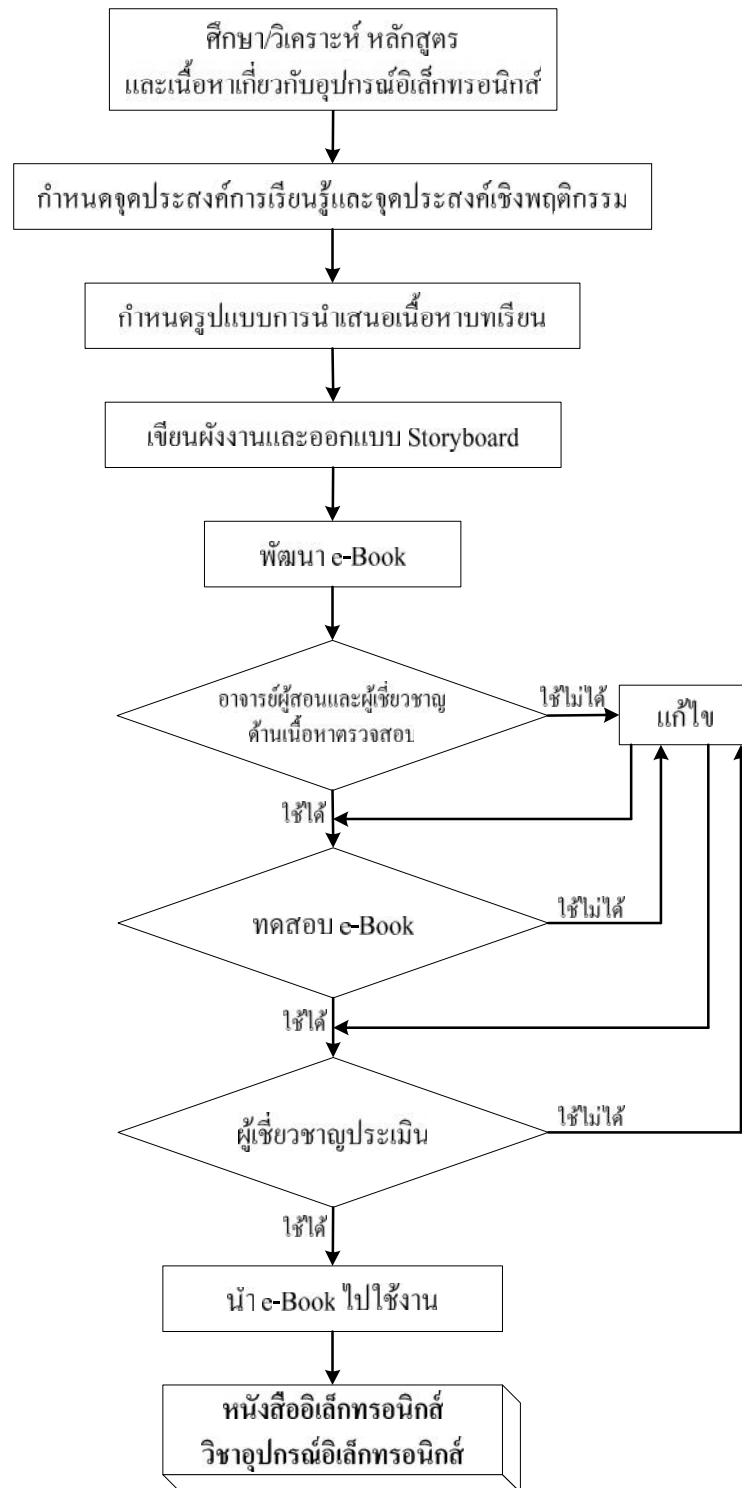 ศึกษา/วิเคราะห์ หลักสูตร
และเนื้อหาเกี่ยวกับอุปกรณ์อิเล็กทรอนิกส์
กำหนดจุดประสงค์การเรียนรู้และจุดประสงค์เชิงพฤติกรรม
กำหนดรูปแบบการนำเสนอเนื้อหาบทเรียน
เขียนผังงานและออกแบบ Storyboard
พัฒนา e-Book
อาจารย์ผู้สอนและผู้เชี่ยวชาญ
ด้านเนื้อหาตรวจสอบ
ใช้ไม่ได้
แก้ไข
ใช้ได้
ทดสอบ e-Book
ใช้ไม่ได้
ใช้ได้
ผู้เชี่ยวชาญประเมิน
ใช้ไม่ได้
ใช้ได้
นำ e-Book ไปใช้งาน
หนังสืออิเล็กทรอนิกส์
วิชาอุปกรณ์อิเล็กทรอนิกส์